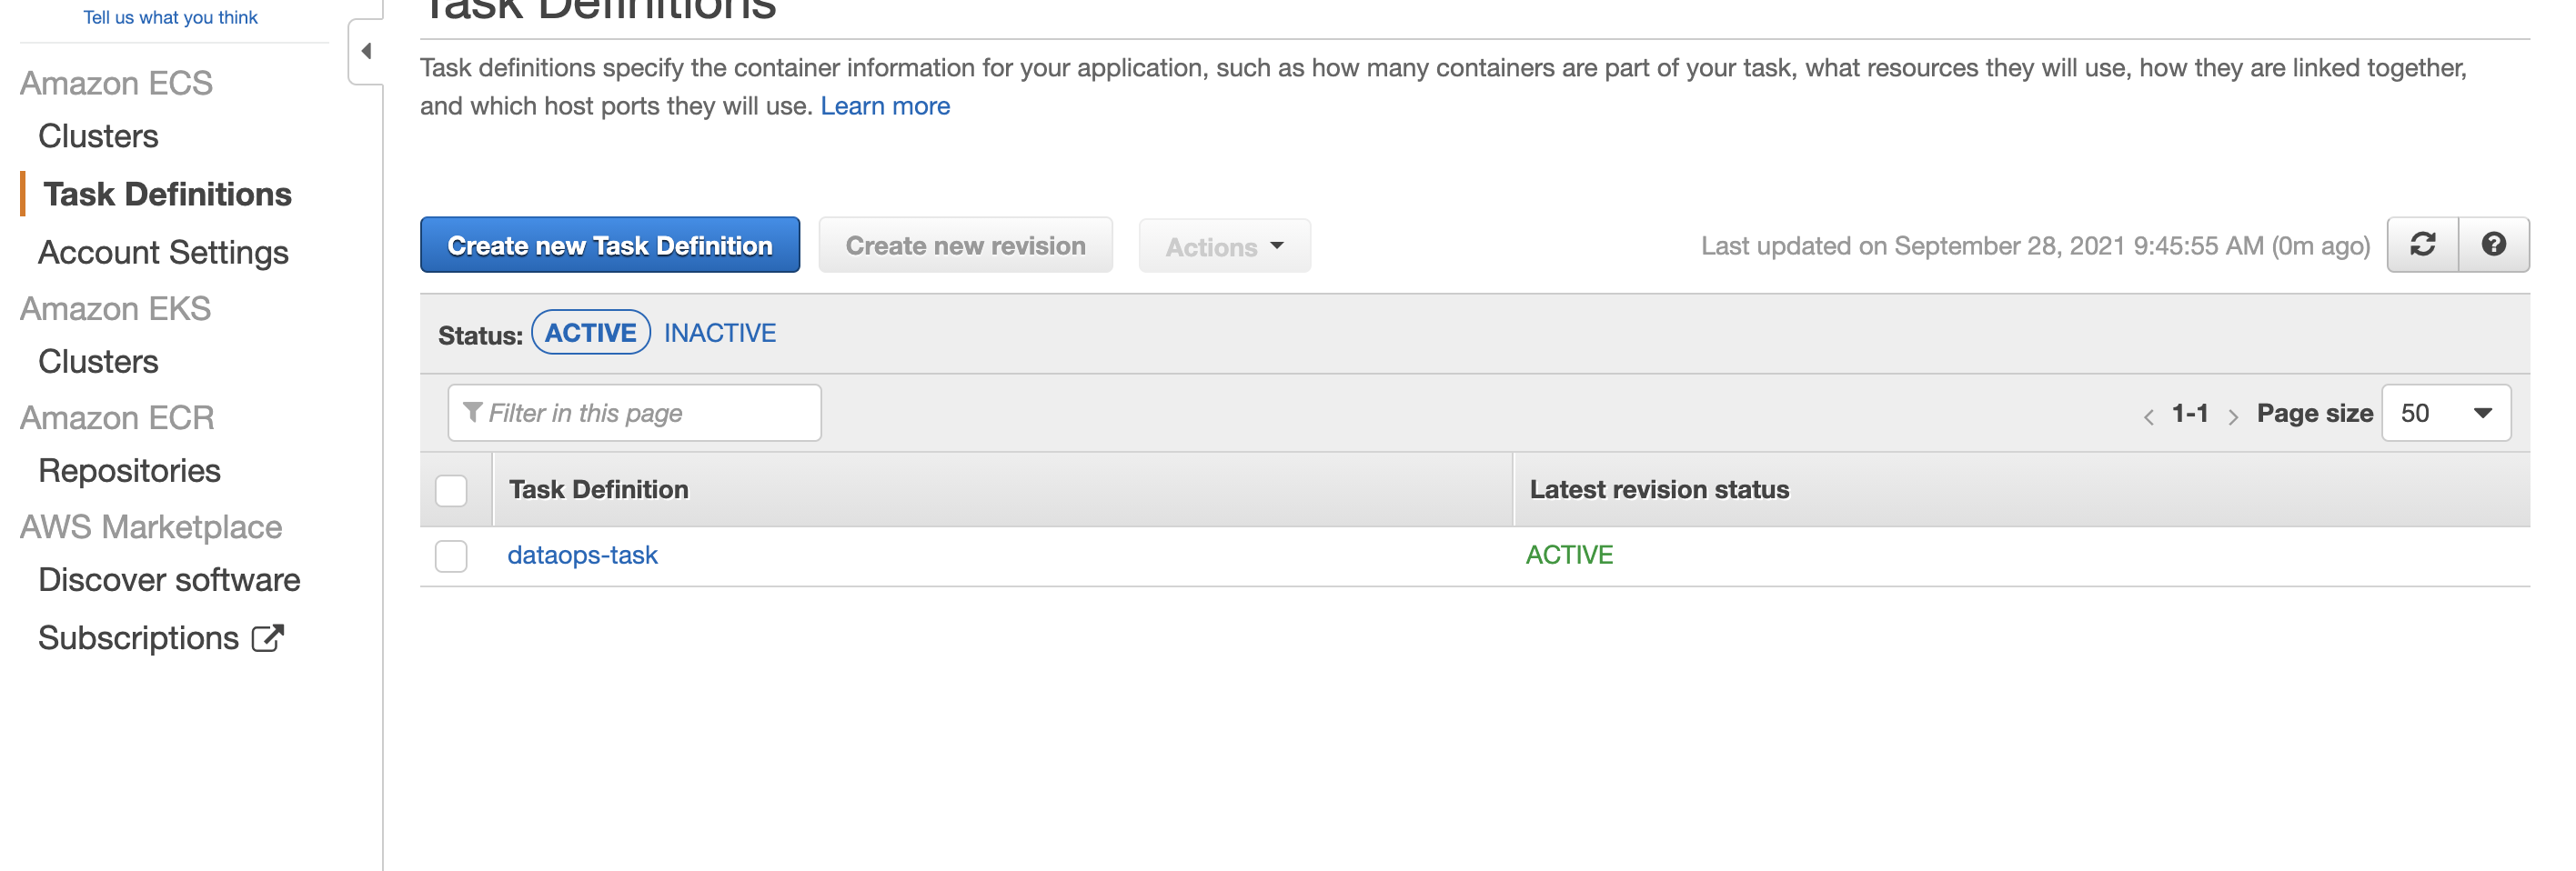 Tell us what you think
Amazon ECS
Clusters
Task Definitions
Account Settings
Amazon EKS
Clusters
Amazon ECR
Repositories
AWS Marketplace
Discover software
Subscriptions
Task Definitions
Task definitions specify the container information for your application, such as how many containers are part of your task, what resources they will use, how they are linked together,
and which host ports they will use. Learn more
Create new Task Definition Create new revision Actions Last updated on September 28, 2021 9:45:55 AM (0m ago)
Status: ACTIVE INACTIVE
Filter in this page < 1-1 > Page size 50
Task Definition Latest revision status
dataops-task ACTIVE